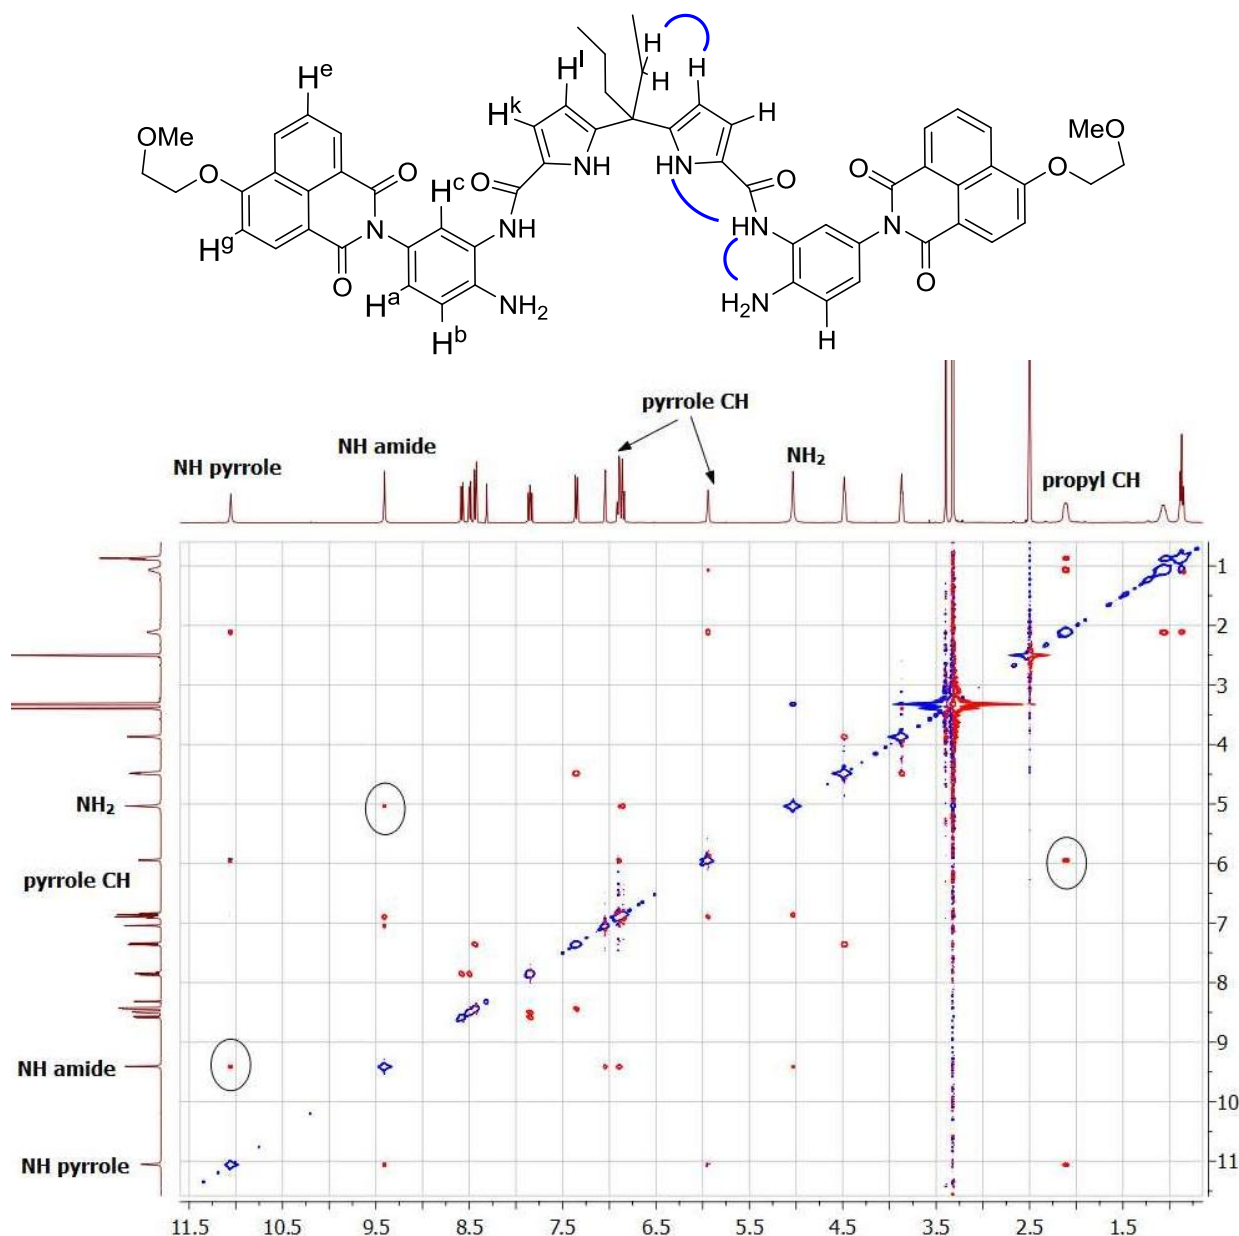 H
H
Hᵉ
Hˡ
H
H
Hᵏ
H
OMe
MeO
O
O
NH
HN
O
O
O
O
O
Hᶜ
N
H
N
H
N
N
Hᵍ
O
O
Hᵃ
NH₂
H₂N
Hᵇ
H
pyrrole CH
NH amide
NH₂
NH pyrrole
propyl CH
1
2
3
4
NH₂
5
6
pyrrole CH
7
8
NH amide
9
10
NH pyrrole
11
11.5 10.5 9.5 8.5 7.5 6.5 5.5 4.5 3.5 2.5 1.5